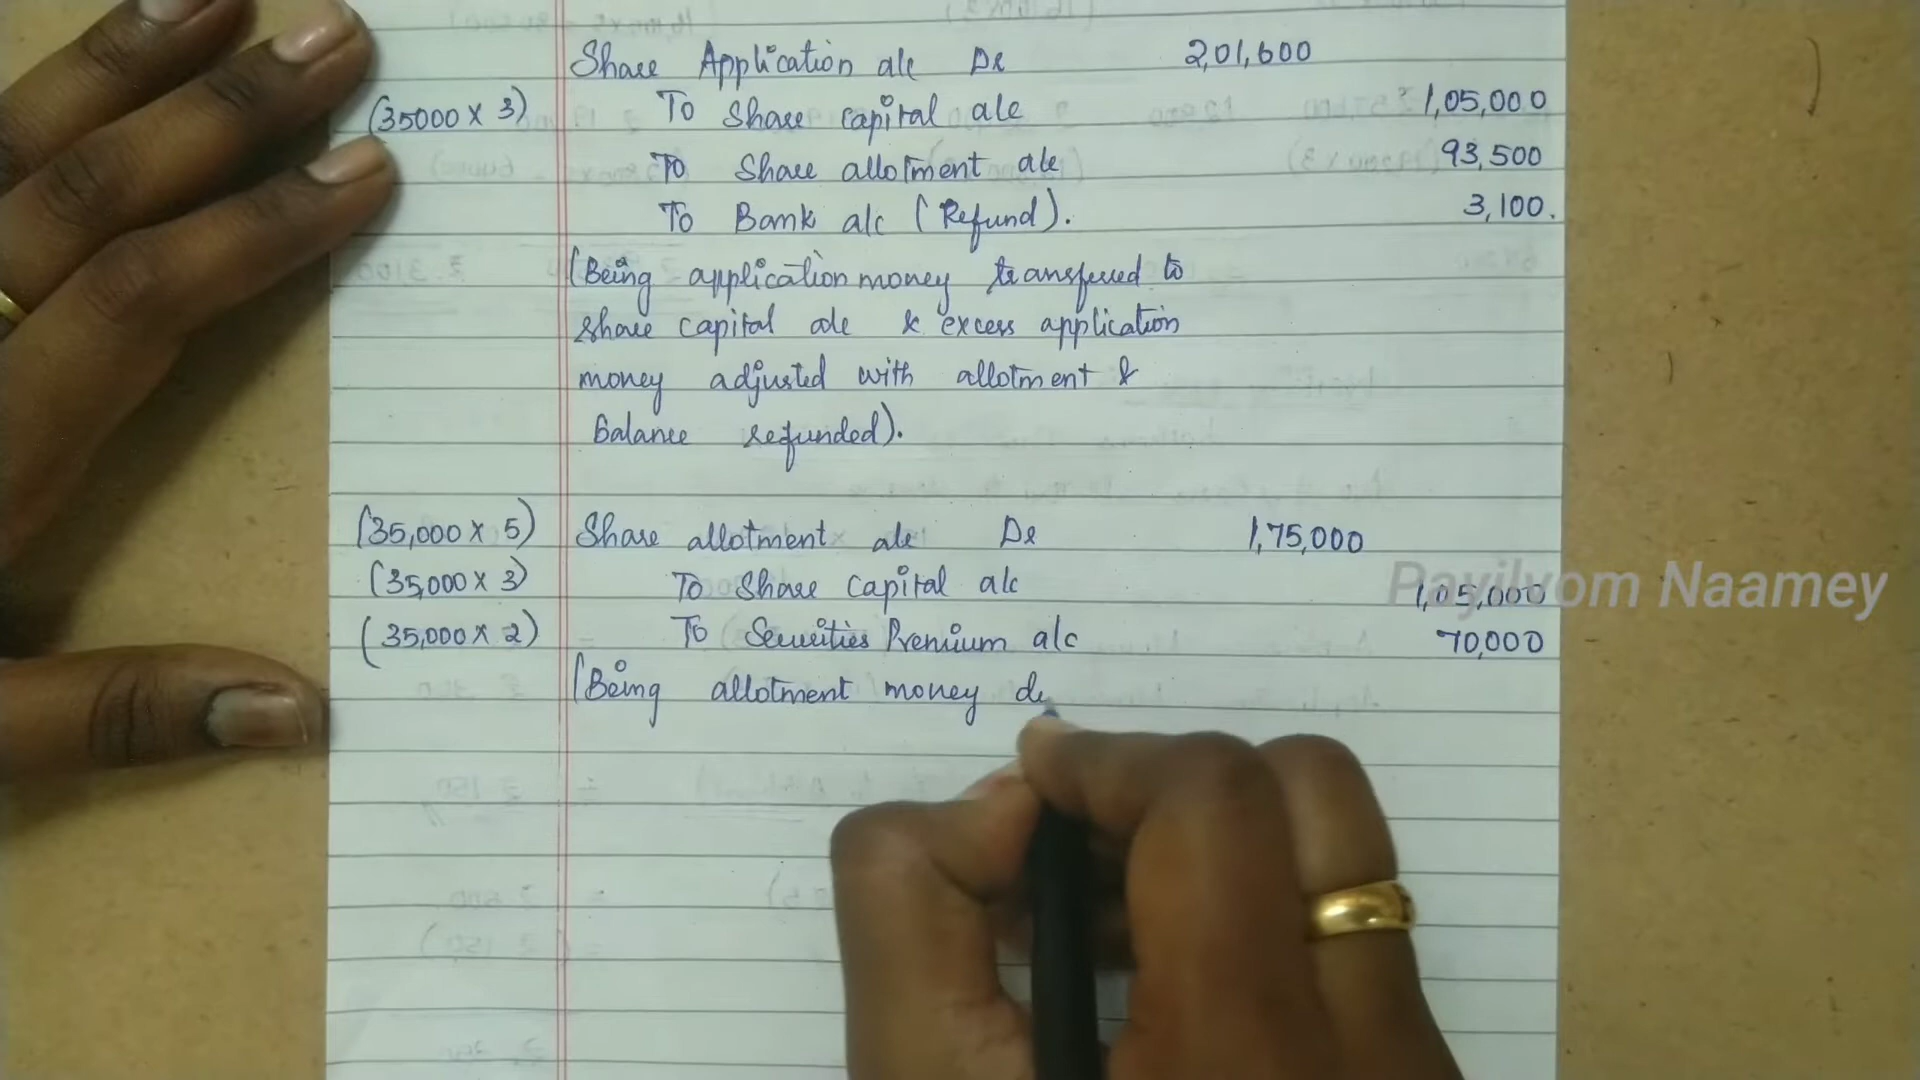 Share Application a/c Dr 2,01,600
(35000 x 3) To Share capital a/c 1,05,000
To Share allotment a/c 93,500
To Bank a/c (Refund). 3,100.
(Being application money transferred to
share capital a/c & excess application
money adjusted with allotment &
balance refunded).
(35,000 x 5) Share allotment a/c Dr 1,75,000
(35,000 x 3) To Share Capital a/c 1,05,000
(35,000 x 2) To Securities Premium a/c 70,000
(Being allotment money du
Payilvom Naamey